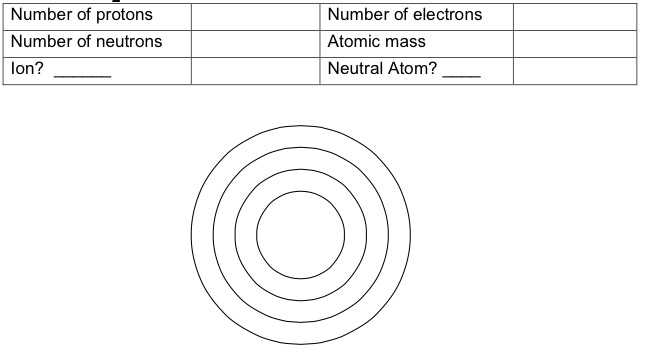 Number of protons Number of electrons
Number of neutrons Atomic mass
Ion? ______ Neutral Atom? ____